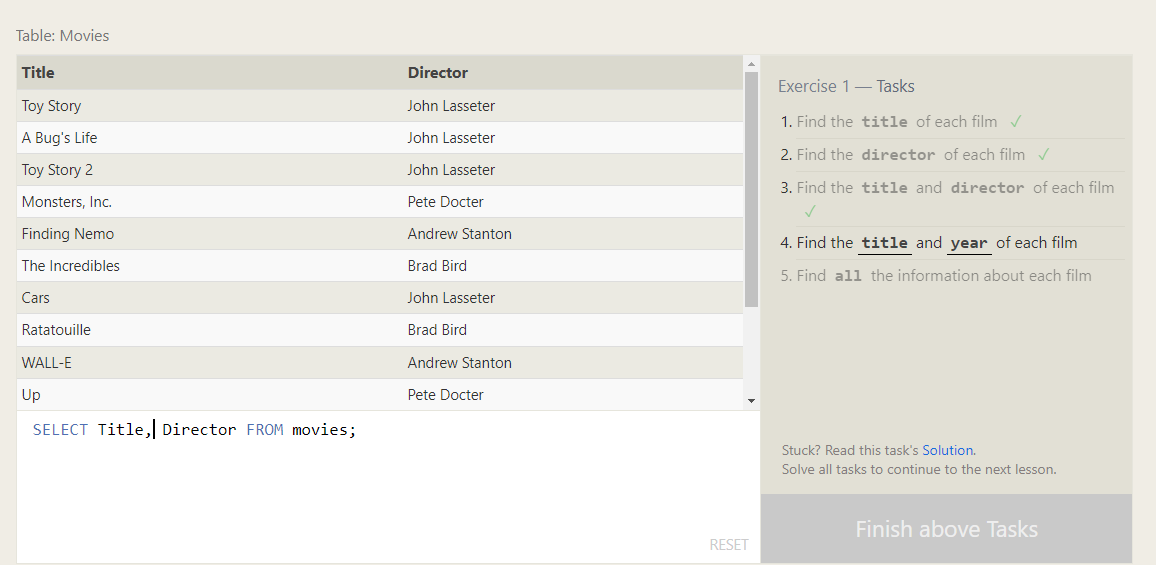 Table: Movies
Title Director
Toy Story John Lasseter
A Bug's Life John Lasseter
Toy Story 2 John Lasseter
Monsters, Inc. Pete Docter
Finding Nemo Andrew Stanton
The Incredibles Brad Bird
Cars John Lasseter
Ratatouille Brad Bird
WALL-E Andrew Stanton
Up Pete Docter
SELECT Title, Director FROM movies;
RESET
Exercise 1 — Tasks
1. Find the title of each film ✓
2. Find the director of each film ✓
3. Find the title and director of each film
✓
4. Find the title and year of each film
5. Find all the information about each film
Stuck? Read this task's Solution.
Solve all tasks to continue to the next lesson.
Finish above Tasks